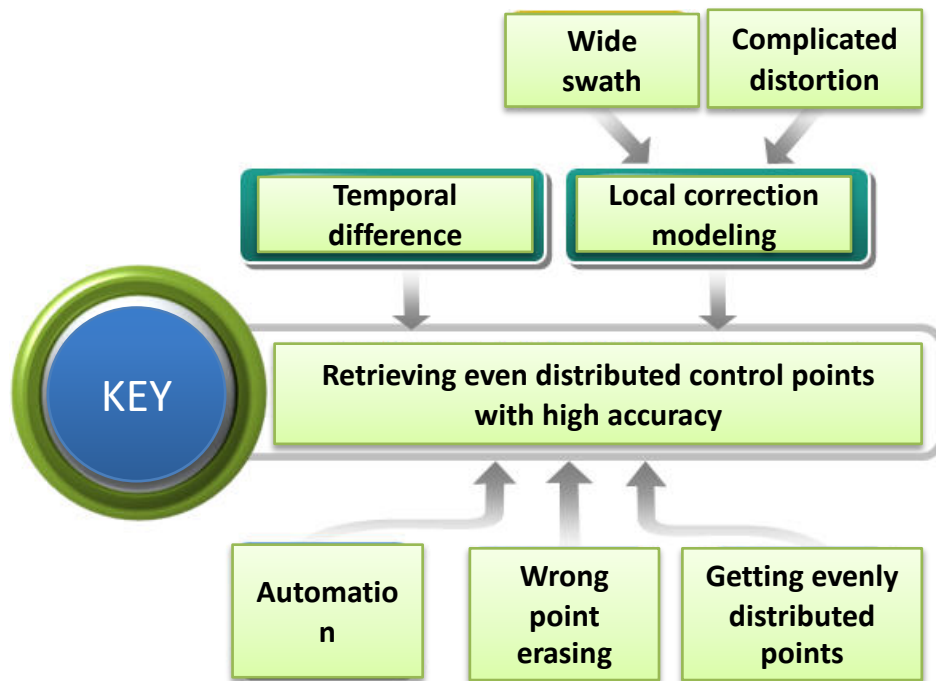 Wide
swath
Complicated
distortion
Temporal
difference
Local correction
modeling
KEY
Retrieving even distributed control points
with high accuracy
Automatio
n
Wrong
point
erasing
Getting evenly
distributed
points